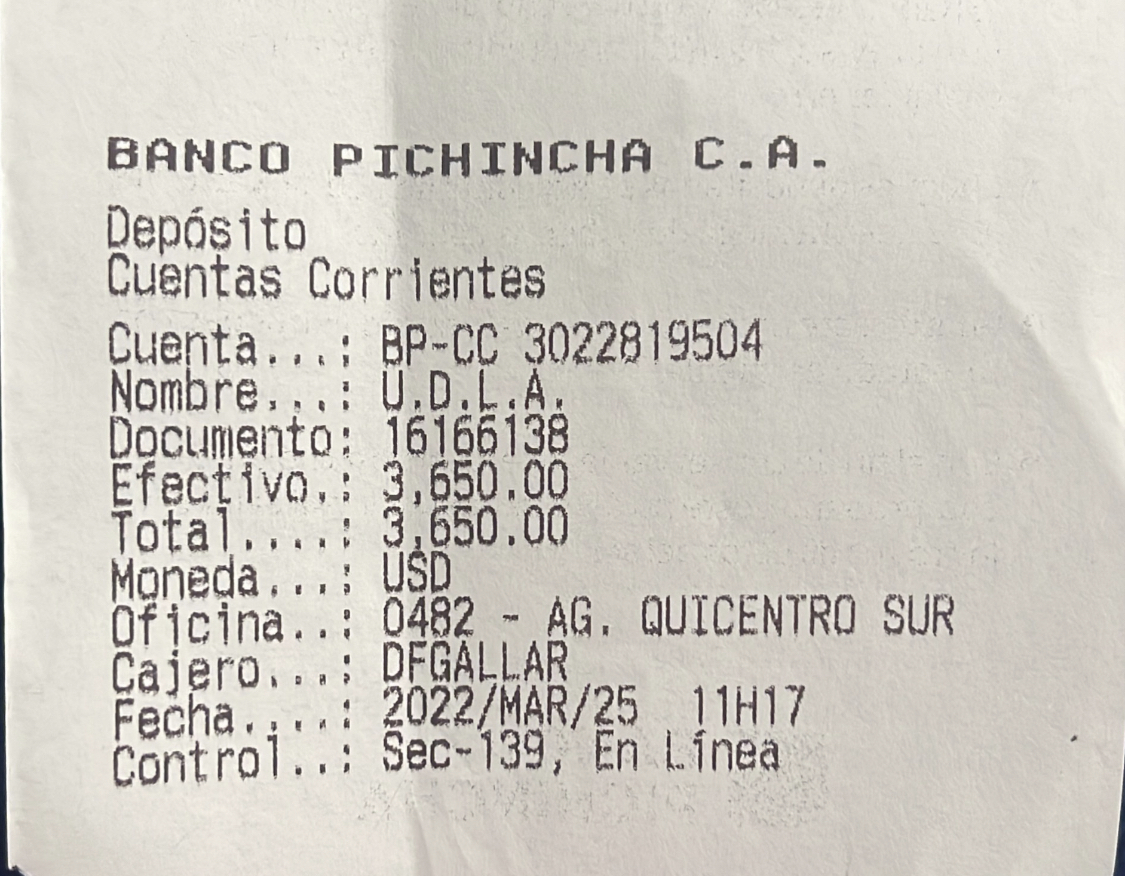 BANCO PICHINCHA C.A.
Depósito
Cuentas Corrientes
Cuenta...: BP-CC 3022819504
Nombre...: U.D.L.A.
Documento: 16166138
Efectivo.: 3,650.00
Total....: 3,650.00
Moneda...: USD
Oficina..: 0482 - AG. QUICENTRO SUR
Cajero...: DFGALLAR
Fecha....: 2022/MAR/25  11H17
Control..: Sec-139, En Línea